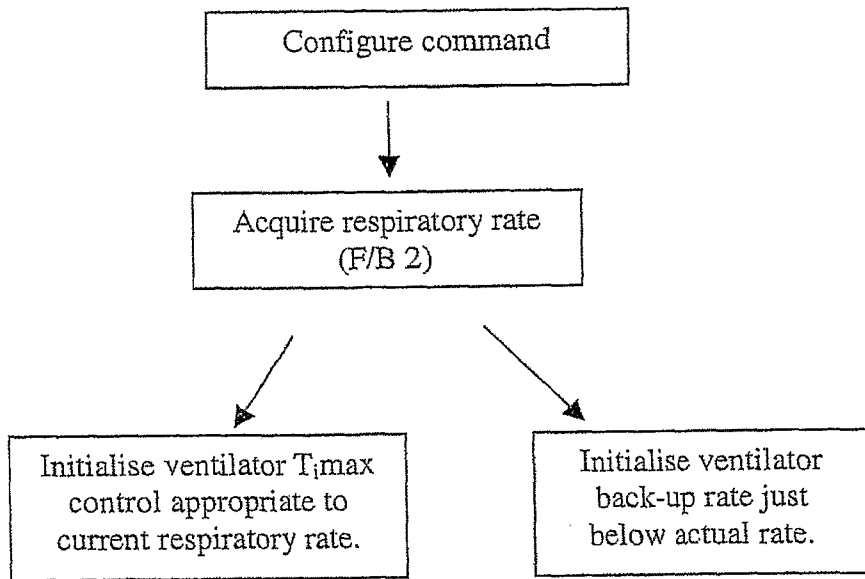 Configure command
Acquire respiratory rate
(F/B 2)
Initialise ventilator Tᵢmax
control appropriate to
current respiratory rate.
Initialise ventilator
back-up rate just
below actual rate.